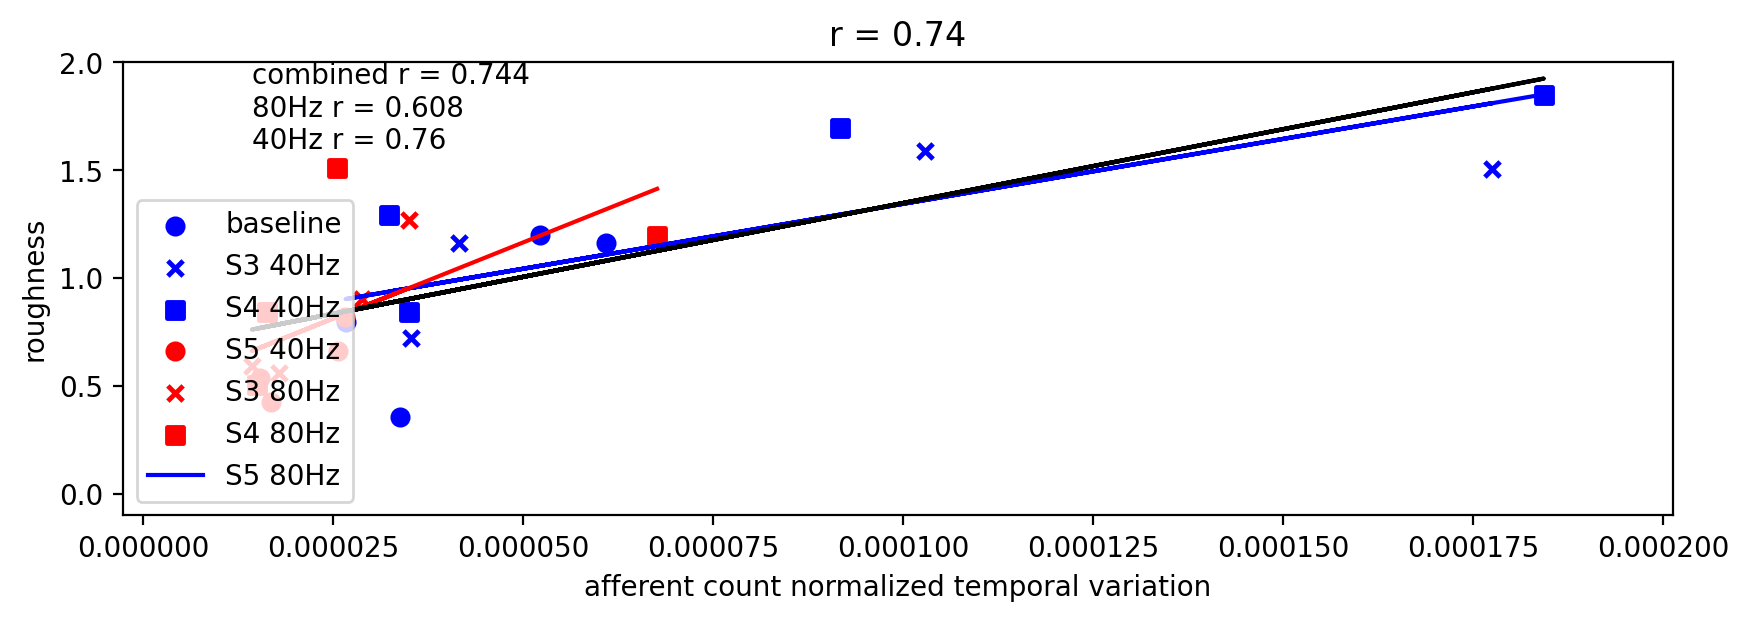 r = 0.74
combined r = 0.744
80Hz r = 0.608
40Hz r = 0.76
2.0
1.5
1.0
0.5
0.0
roughness
baseline
S3 40Hz
S4 40Hz
S5 40Hz
S3 80Hz
S4 80Hz
S5 80Hz
0.000000 0.000025 0.000050 0.000075 0.000100 0.000125 0.000150 0.000175 0.000200
afferent count normalized temporal variation